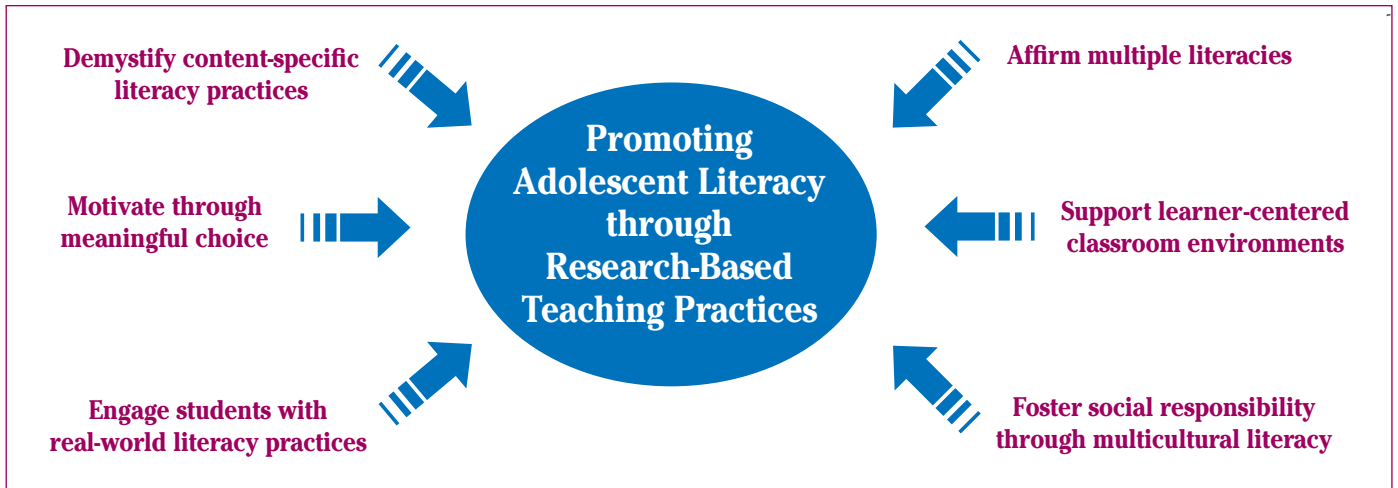 Demystify content-specific
literacy practices
Motivate through
meaningful choice
Engage students with
real-world literacy practices
Promoting
Adolescent Literacy
through
Research-Based
Teaching Practices
Affirm multiple literacies
Support learner-centered
classroom environments
Foster social responsibility
through multicultural literacy